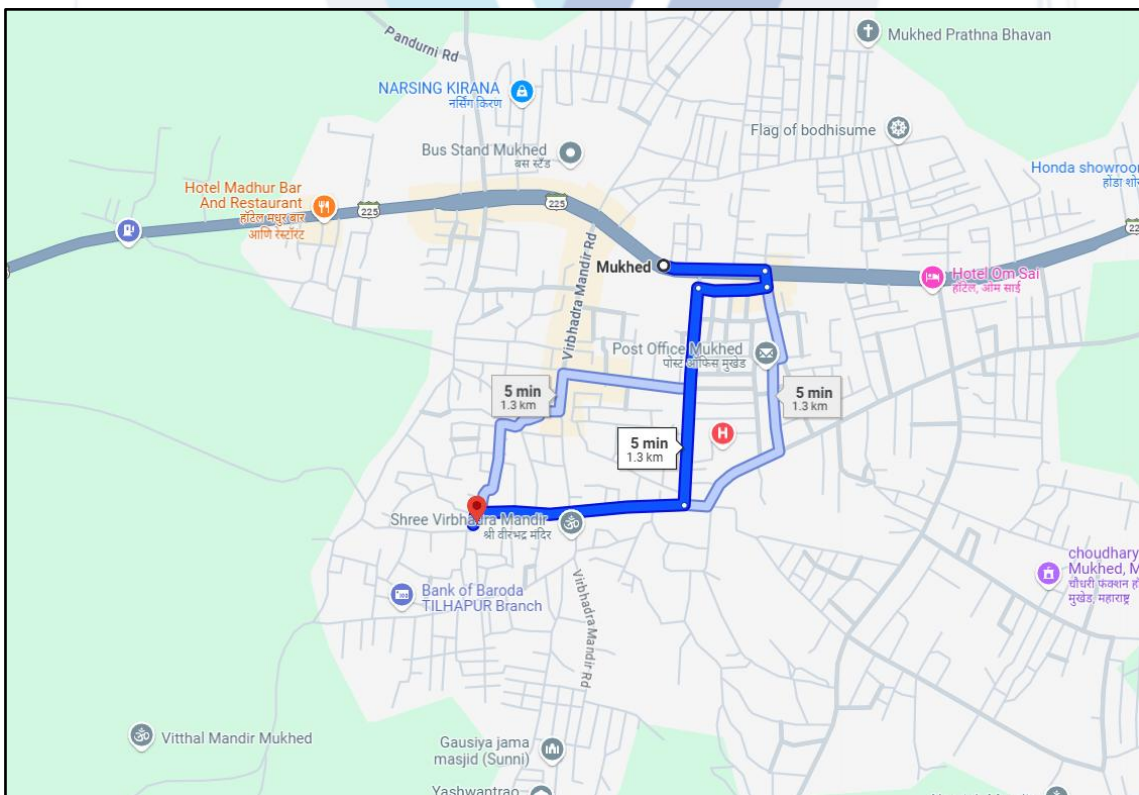 Pandurni Rd
Mukhed Prathna Bhavan
NARSING KIRANA
नर्सिंग किरण
Flag of bodhisume
Bus Stand Mukhed
बस स्टॅंड
Honda showroom
होंडा शोर
Hotel Madhur Bar
And Restaurant
हॉटेल मधुर बार
आणि रेस्टॉरंट
225
225
22
Virbhadra Mandir Rd
Mukhed
Hotel Om Sai
हॉटेल, ओम साई
Post Office Mukhed
पोस्ट ऑफिस मुखेड
5 min
1.3 km
5 min
1.3 km
5 min
1.3 km
H
Shree Virbhadra Mandir
श्री वीरभद्र मंदिर
choudhary
Mukhed, M
चौधरी फंक्शन हॉ
मुखेड, महाराष्ट्र
Bank of Baroda
TILHAPUR Branch
Virbhadra Mandir Rd
Vitthal Mandir Mukhed
Gausiya jama
masjid (Sunni)
Yashwantrao